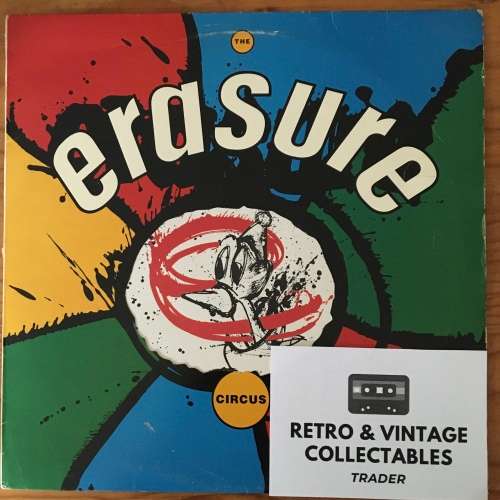 THE
erasure
CIRCUS
RETRO & VINTAGE
COLLECTABLES
TRADER